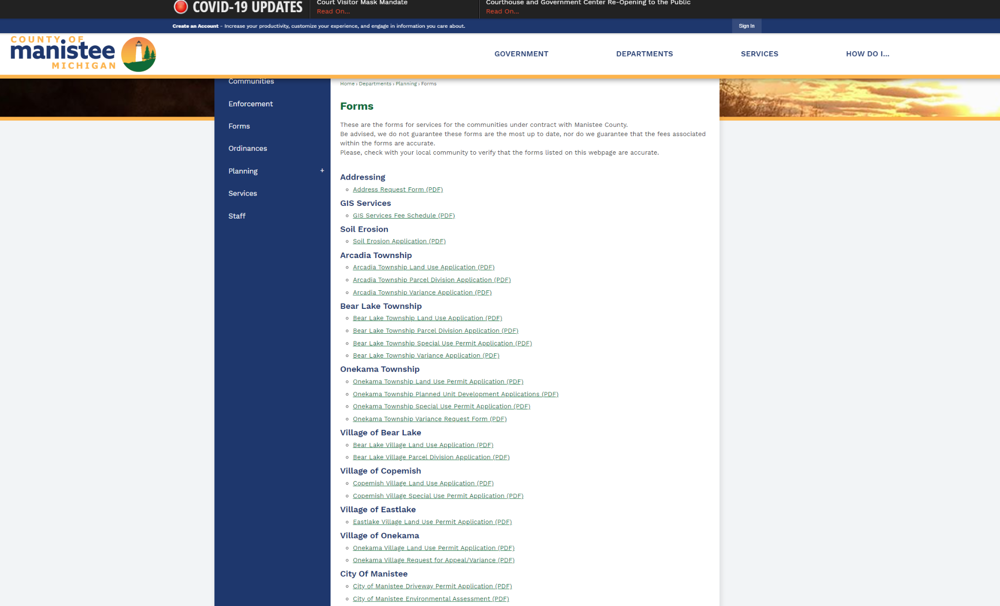 COVID-19 UPDATES
Court Visitor Mask Mandate
Read On...
Courthouse and Government Center Re-Opening to the Public
Read On...
Create an Account - Increase your productivity, customize your experience, and engage in information you care about.
Sign In
COUNTY OF
manistee
MICHIGAN
GOVERNMENT
DEPARTMENTS
SERVICES
HOW DO I...
Communities
Enforcement
Forms
Ordinances
Planning +
Services
Staff
Home › Departments › Planning › Forms
Forms
These are the forms for services for the communities under contract with Manistee County.
Be advised, we do not guarantee these forms are the most up to date, nor do we guarantee that the fees associated
within the forms are accurate.
Please, check with your local community to verify that the forms listed on this webpage are accurate.
Addressing
Address Request Form (PDF)
GIS Services
GIS Services Fee Schedule (PDF)
Soil Erosion
Soil Erosion Application (PDF)
Arcadia Township
Arcadia Township Land Use Application (PDF)
Arcadia Township Parcel Division Application (PDF)
Arcadia Township Variance Application (PDF)
Bear Lake Township
Bear Lake Township Land Use Application (PDF)
Bear Lake Township Parcel Division Application (PDF)
Bear Lake Township Special Use Permit Application (PDF)
Bear Lake Township Variance Application (PDF)
Onekama Township
Onekama Township Land Use Permit Application (PDF)
Onekama Township Planned Unit Development Applications (PDF)
Onekama Township Special Use Permit Application (PDF)
Onekama Township Variance Request Form (PDF)
Village of Bear Lake
Bear Lake Village Land Use Application (PDF)
Bear Lake Village Parcel Division Application (PDF)
Village of Copemish
Copemish Village Land Use Application (PDF)
Copemish Village Special Use Permit Application (PDF)
Village of Eastlake
Eastlake Village Land Use Permit Application (PDF)
Village of Onekama
Onekama Village Land Use Permit Application (PDF)
Onekama Village Request for Appeal/Variance (PDF)
City Of Manistee
City of Manistee Driveway Permit Application (PDF)
City of Manistee Environmental Assessment (PDF)